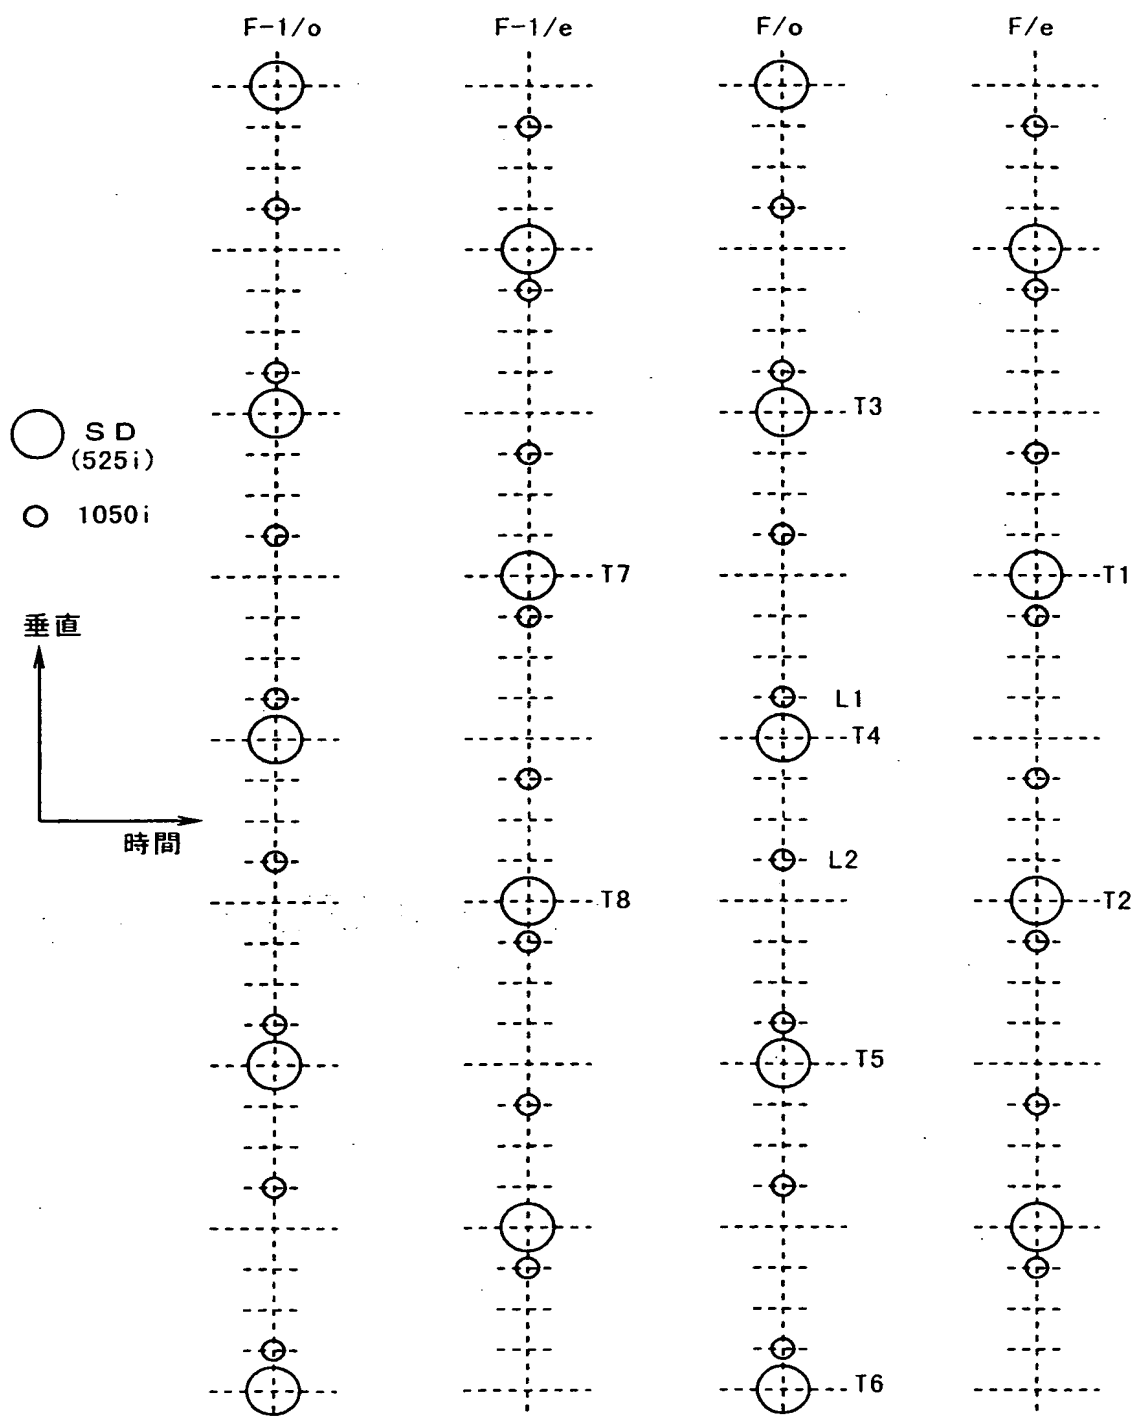 F-1/o F-1/e F/o F/e
T3
SD
(525i)
1050i
T7 T1
垂直
L1
T4
時間
L2
T8 T2
T5
T6